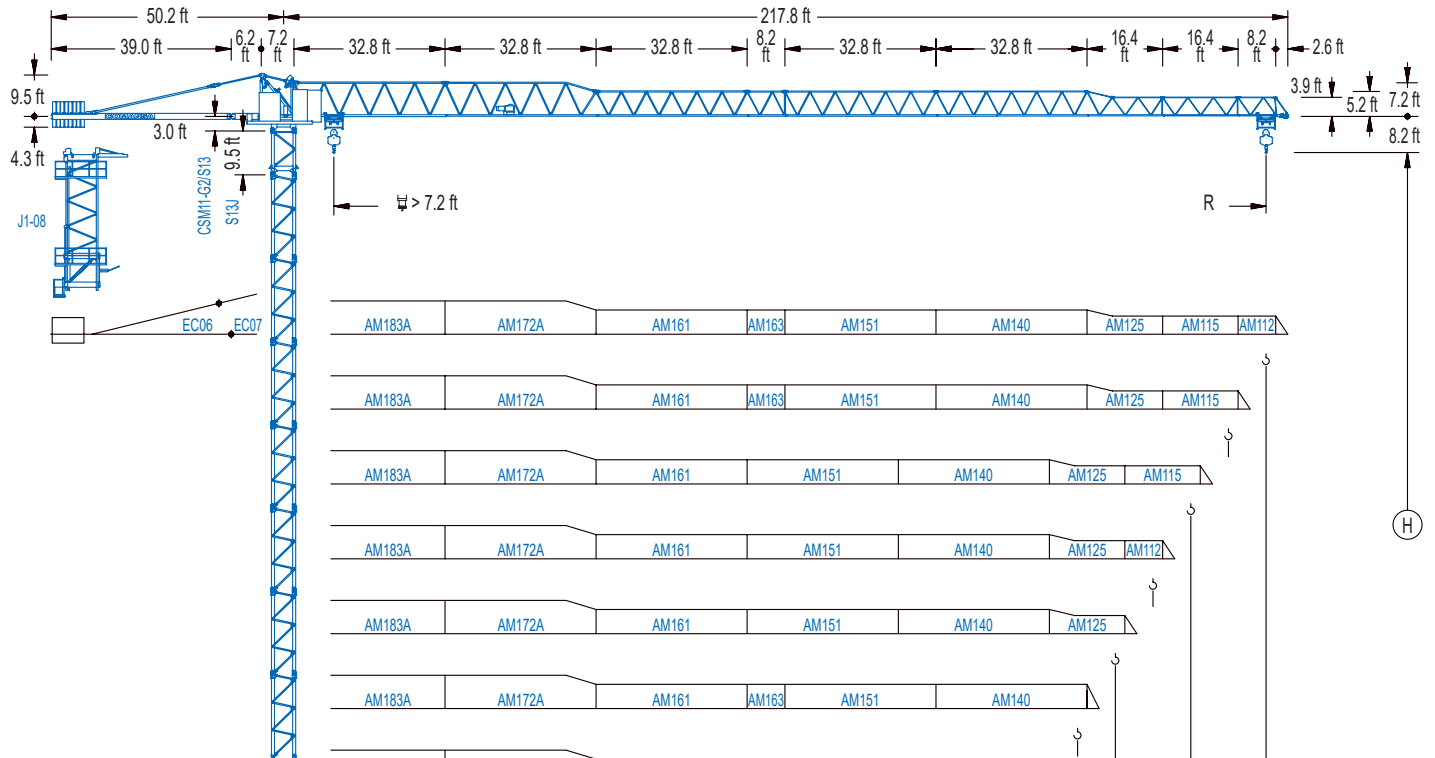 50.2 ft 217.8 ft
39.0 ft 6.2 ft 7.2 ft 32.8 ft 32.8 ft 32.8 ft 8.2 ft 32.8 ft 32.8 ft 16.4 ft 16.4 ft 8.2 ft 2.6 ft
9.5 ft
3.9 ft
5.2 ft
7.2 ft
3.0 ft
4.3 ft
9.5 ft
8.2 ft
J1-08
CSM11-G2/S13
S13J
> 7.2 ft
R
EC06 EC07
AM183A AM172A AM161 AM163 AM151 AM140 AM125 AM115 AM112
AM183A AM172A AM161 AM163 AM151 AM140 AM125 AM115
AM183A AM172A AM161 AM151 AM140 AM125 AM115
H
AM183A AM172A AM161 AM151 AM140 AM125 AM112
AM183A AM172A AM161 AM151 AM140 AM125
AM183A AM172A AM161 AM163 AM151 AM140